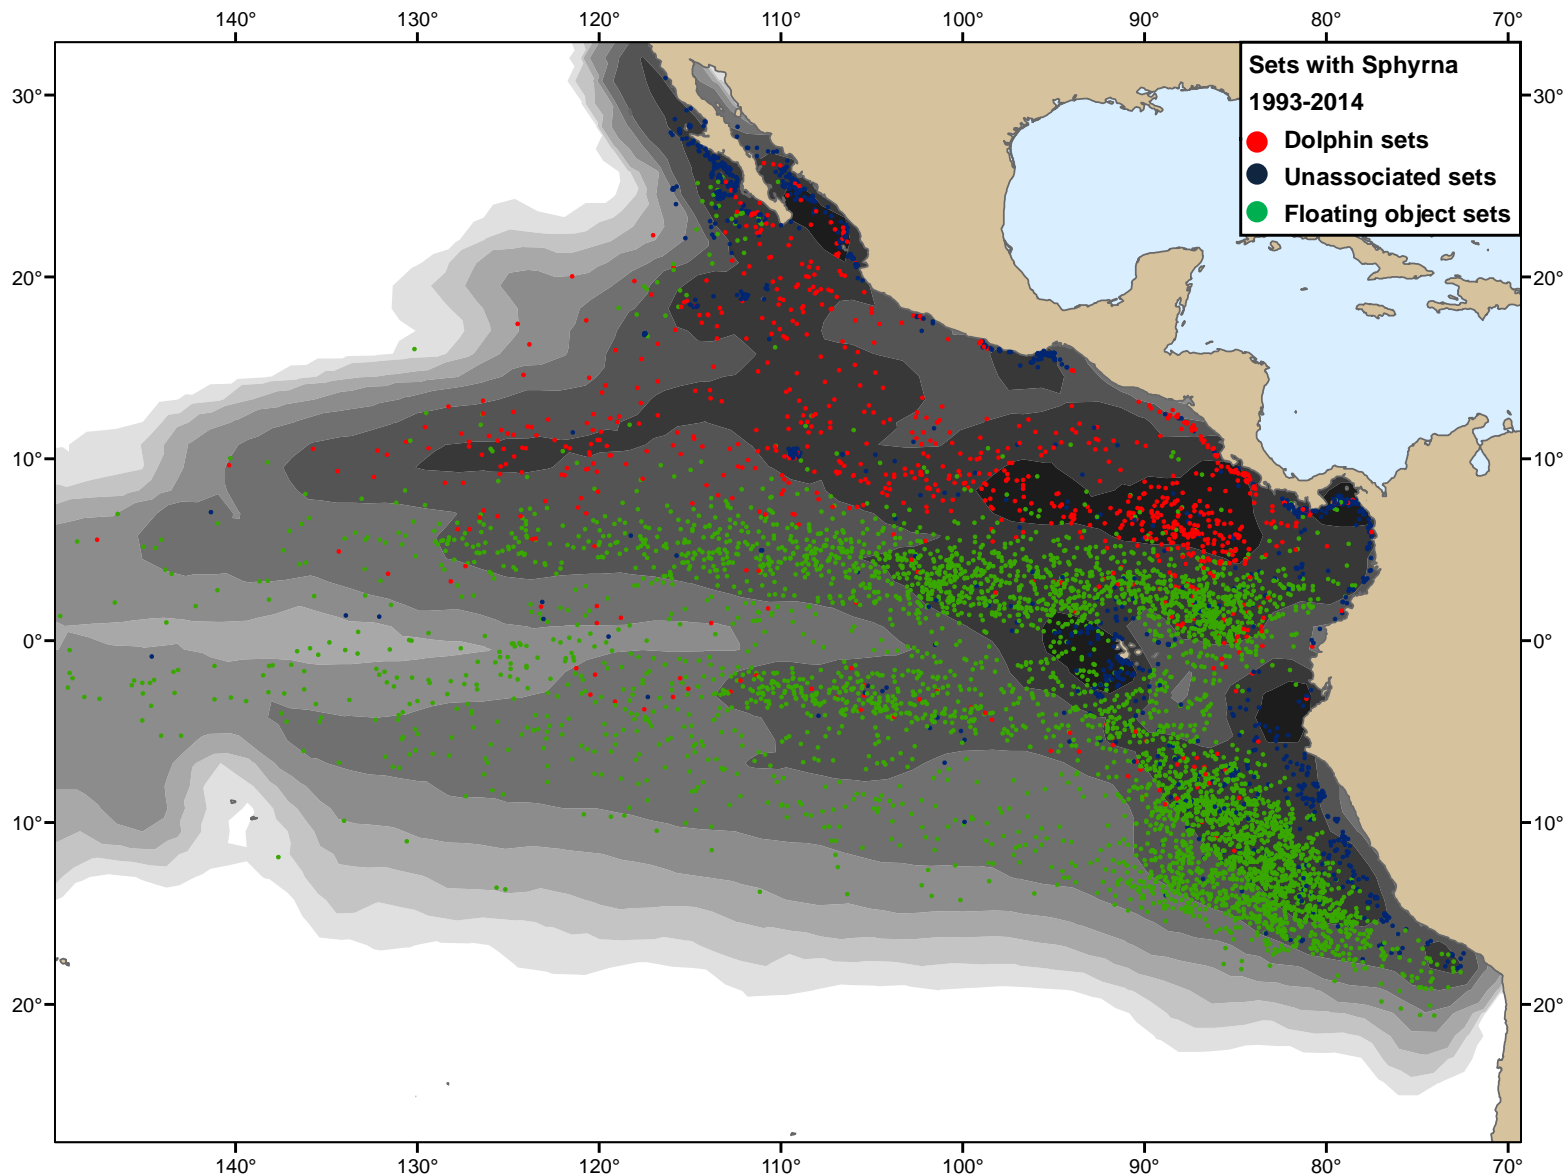 140° 130° 120° 110° 100° 90° 80° 70°
Sets with Sphyrna
1993-2014
Dolphin sets
Unassociated sets
Floating object sets
30° 30°
20° 20°
10° 10°
0° 0°
10° 10°
20° 20°
140° 130° 120° 110° 100° 90° 80° 70°